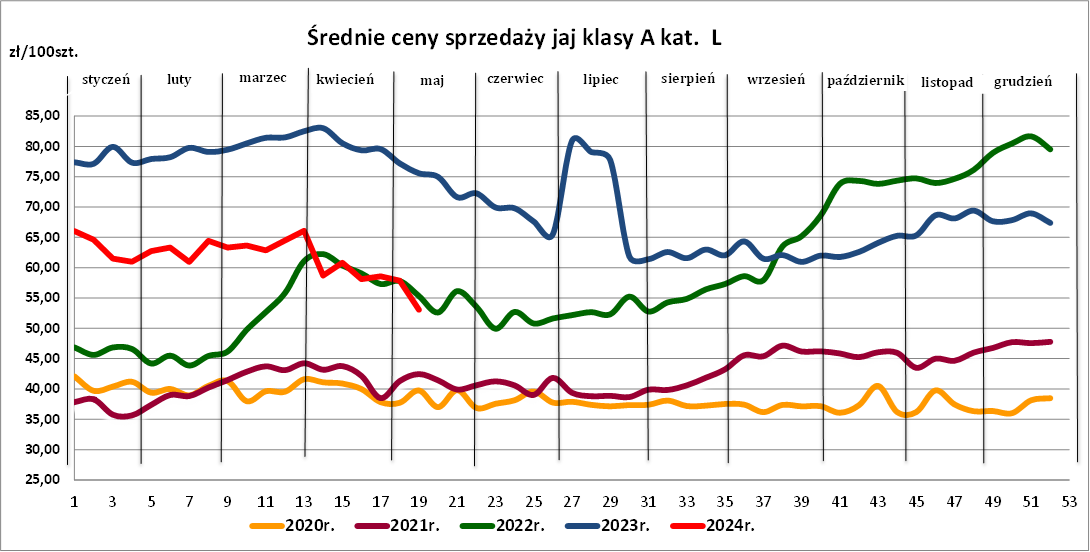 Średnie ceny sprzedaży jaj klasy A kat. L
zł/100szt.
styczeń luty marzec kwiecień maj czerwiec lipiec sierpień wrzesień październik listopad grudzień
85,00
80,00
75,00
70,00
65,00
60,00
55,00
50,00
45,00
40,00
35,00
30,00
25,00
1 3 5 7 9 11 13 15 17 19 21 23 25 27 29 31 33 35 37 39 41 43 45 47 49 51 53
2020r. 2021r. 2022r. 2023r. 2024r.